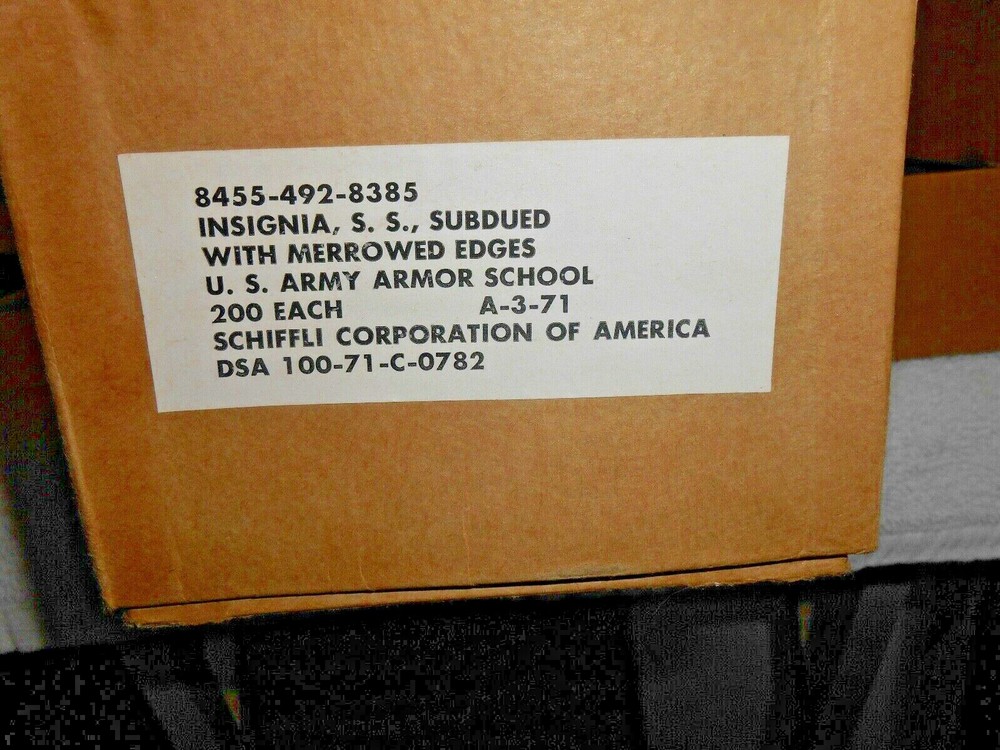 8455-492-8385
INSIGNIA, S. S., SUBDUED
WITH MERROWED EDGES
U. S. ARMY ARMOR SCHOOL
200 EACH A-3-71
SCHIFFLI CORPORATION OF AMERICA
DSA 100-71-C-0782